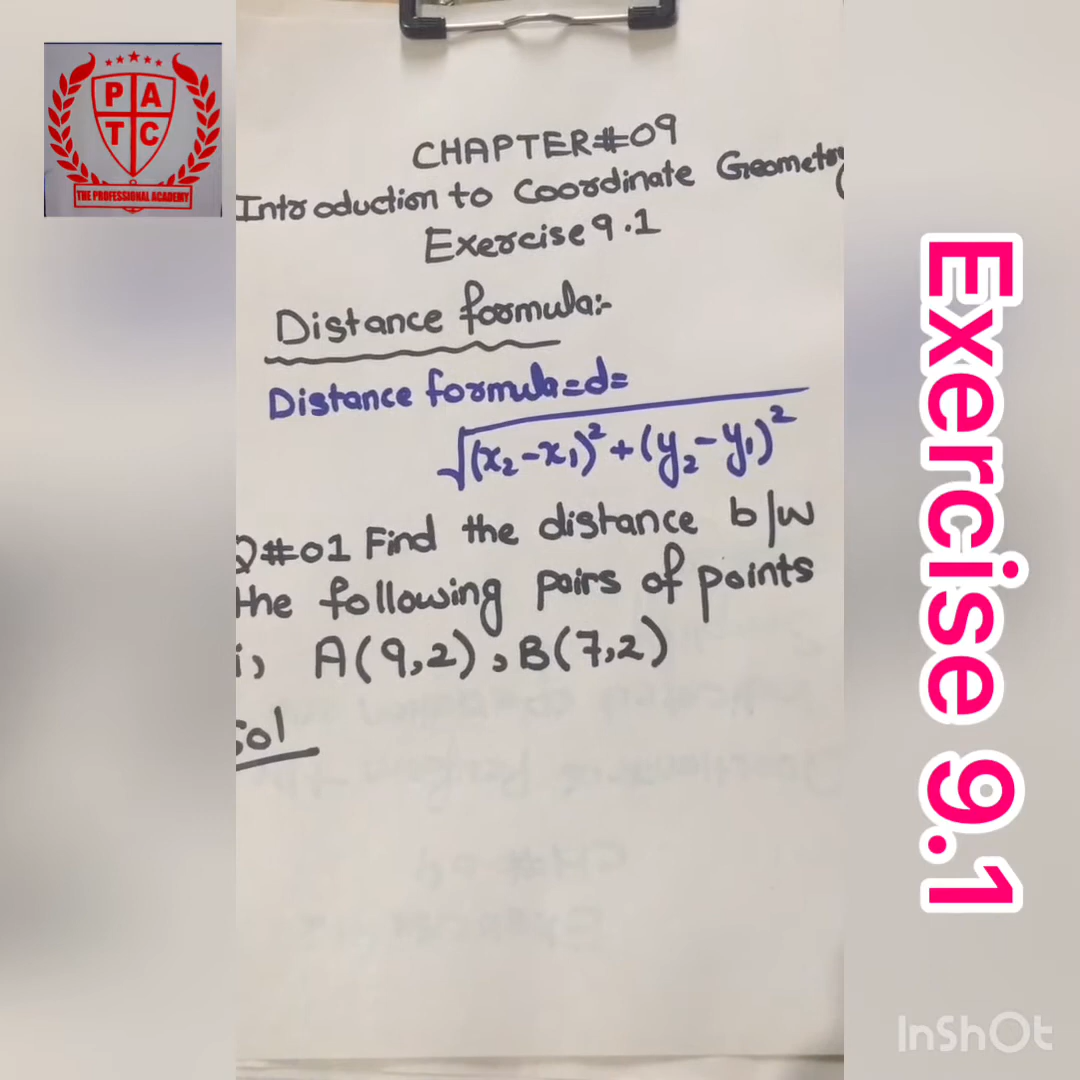 P A
T C
THE PROFESSIONAL ACADEMY
CHAPTER#09
Introduction to Coordinate Geometry
Exercise 9.1
Distance formula:-
Distance formula=d=
√(x₂-x₁)²+(y₂-y₁)²
Q#01 Find the distance b/w
the following pairs of points
i, A(9,2), B(7,2)
Sol
Exercise 9.1
InShOt